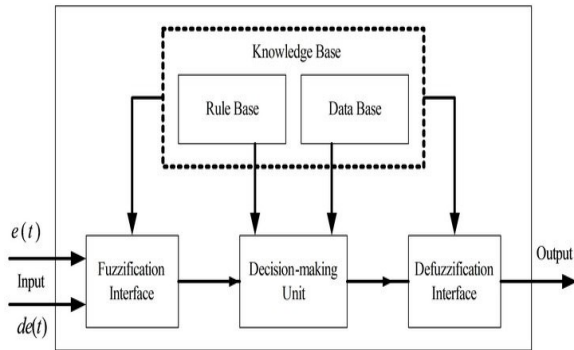 Knowledge Base
Rule Base
Data Base
e(t)
Input
de(t)
Fuzzification
Interface
Decision-making
Unit
Defuzzification
Interface
Output